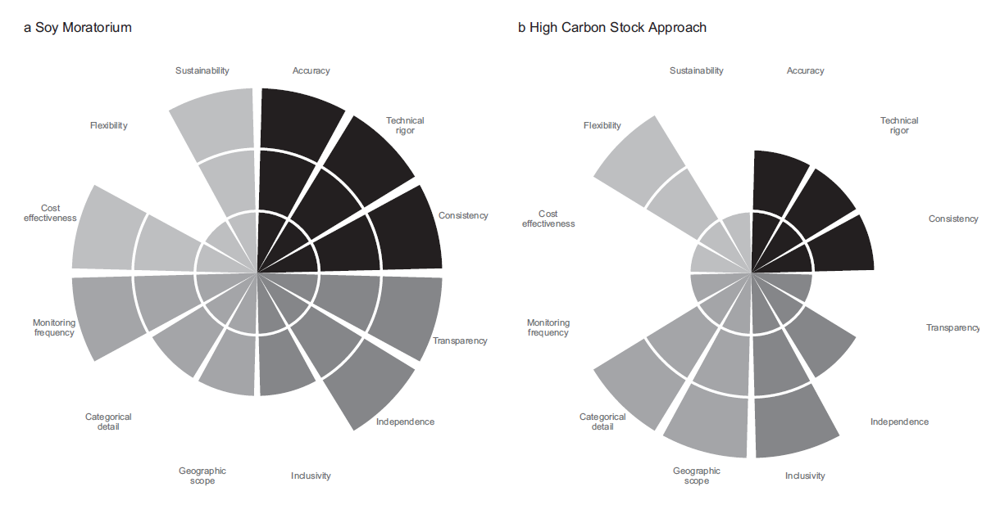 a Soy Moratorium
Sustainability
Accuracy
Flexibility
Technical
rigor
Cost
effectiveness
Consistency
Monitoring
frequency
Transparency
Categorical
detail
Independence
Geographic
scope
Inclusivity
b High Carbon Stock Approach
Sustainability
Accuracy
Flexibility
Technical
rigor
Cost
effectiveness
Consistency
Monitoring
frequency
Transparency
Categorical
detail
Independence
Geographic
scope
Inclusivity